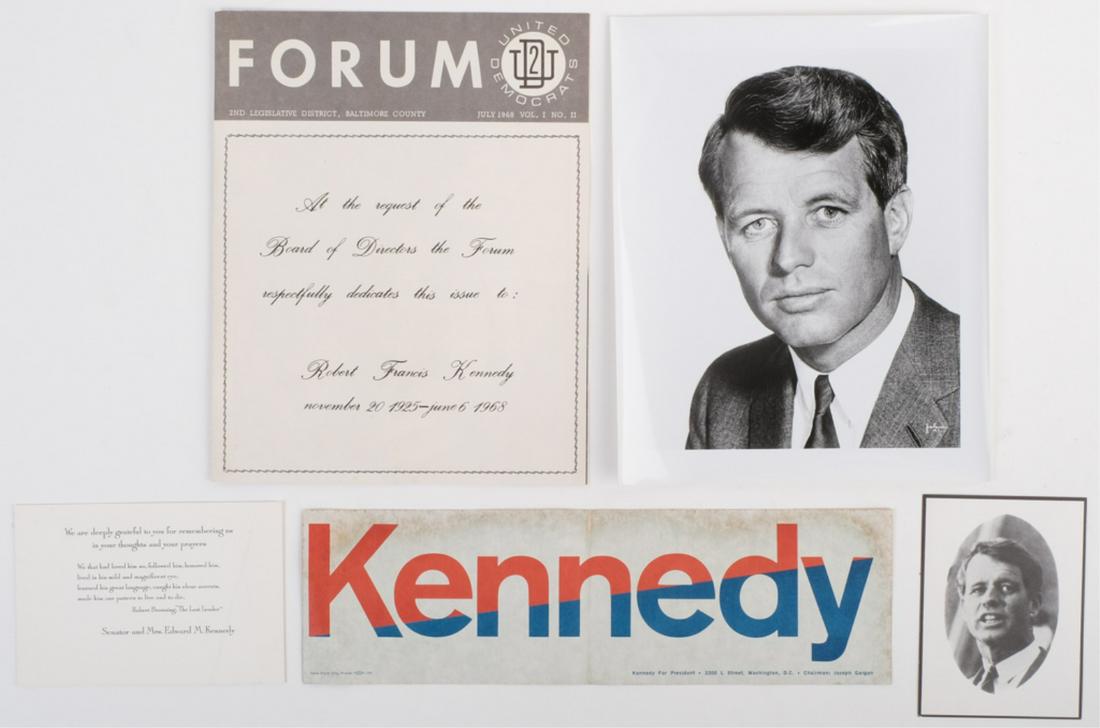 FORUM
UNITED DEMOCRATS
UD2
2ND LEGISLATIVE DISTRICT, BALTIMORE COUNTY
JULY 1968 VOL. I NO. II
At the request of the
Board of Directors the Forum
respectfully dedicates this issue to:
Robert Francis Kennedy
november 20 1925–june 6 1968
We are deeply grateful to you for remembering us
in your thoughts and your prayers
We that had loved him so, followed him, honored him,
lived in his mild and magnificent eye,
learned his great language, caught his clear accents,
made him our pattern to live and to die;
Robert Browning, "The Lost Leader"
Senator and Mrs. Edward M. Kennedy
Kennedy
Kennedy For President • 2000 L Street, Washington, D.C. • Chairman: Joseph Gargan